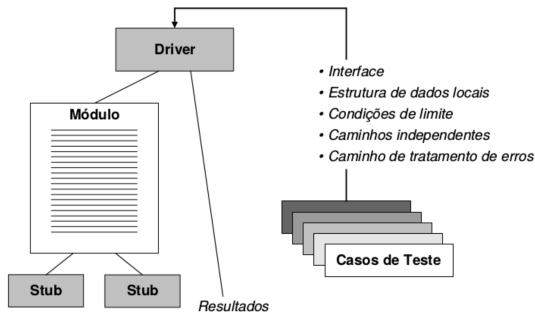 Driver
• Interface
• Estrutura de dados locais
• Condições de limite
• Caminhos independentes
• Caminho de tratamento de erros
Módulo
Casos de Teste
Stub
Stub
Resultados